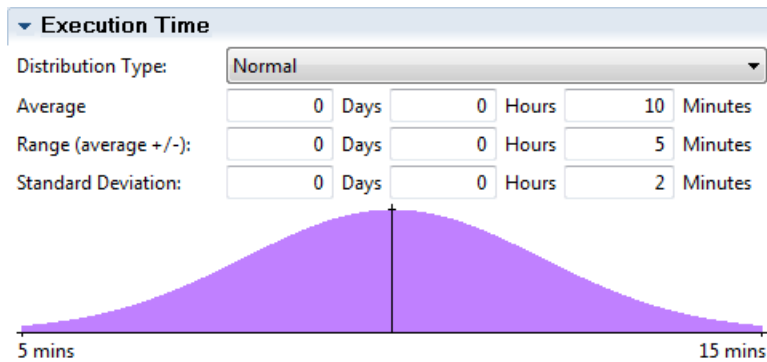 Execution Time
Distribution Type: Normal
Average 0 Days 0 Hours 10 Minutes
Range (average +/-): 0 Days 0 Hours 5 Minutes
Standard Deviation: 0 Days 0 Hours 2 Minutes
5 mins 15 mins